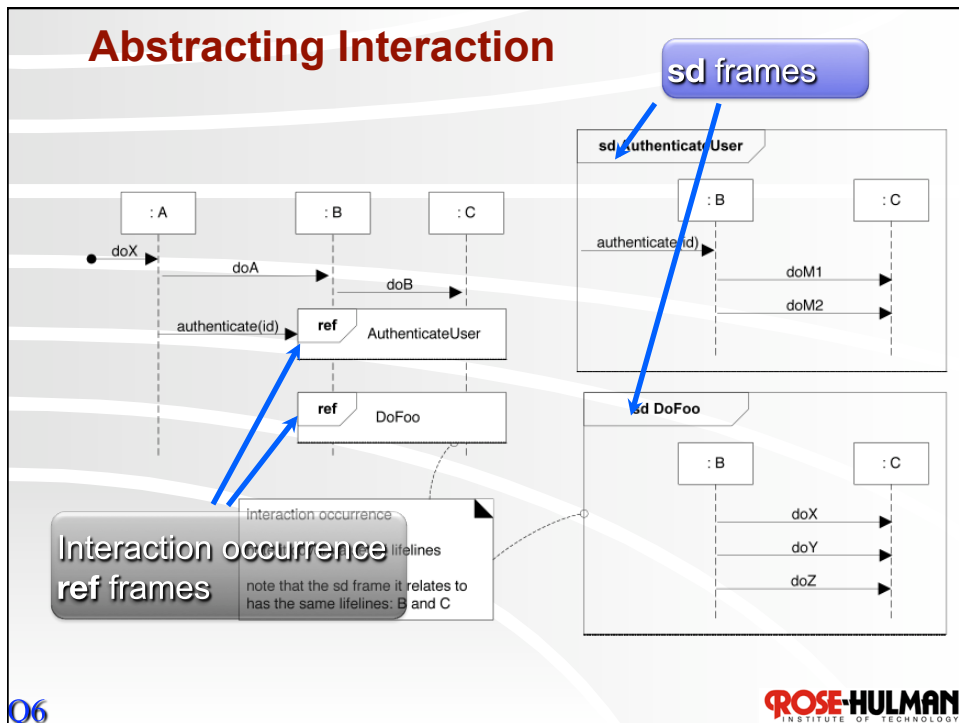 Abstracting Interaction
sd frames
sd AuthenticateUser
: A
: B
: C
: B
: C
doX
doA
doB
authenticate(id)
ref
AuthenticateUser
ref
DoFoo
authenticate(id)
doM1
doM2
sd DoFoo
: B
: C
doX
doY
doZ
Interaction occurrence
ref frames
interaction occurrence
lifelines
note that the sd frame it relates to
has the same lifelines: B and C
Q6
ROSE-HULMAN
INSTITUTE OF TECHNOLOGY